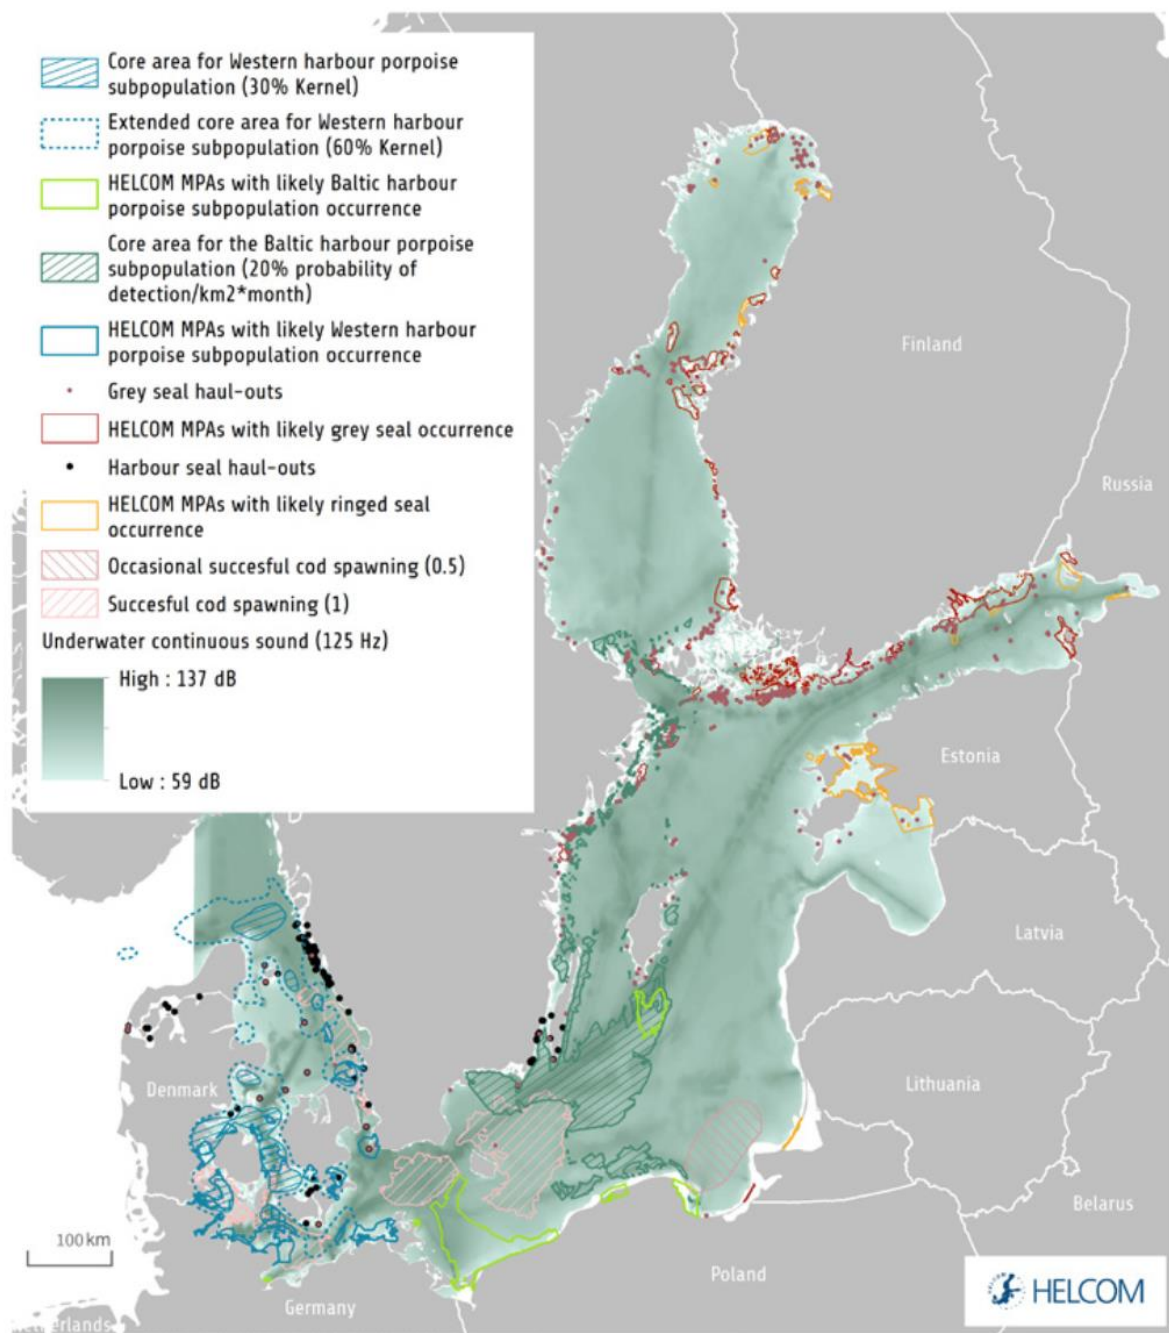 Core area for Western harbour porpoise
subpopulation (30% Kernel)
Extended core area for Western harbour
porpoise subpopulation (60% Kernel)
HELCOM MPAs with likely Baltic harbour
porpoise subpopulation occurrence
Core area for the Baltic harbour porpoise
subpopulation (20% probability of
detection/km2*month)
HELCOM MPAs with likely Western harbour
porpoise subpopulation occurrence
Grey seal haul-outs
HELCOM MPAs with likely grey seal occurrence
Harbour seal haul-outs
HELCOM MPAs with likely ringed seal
occurrence
Occasional succesful cod spawning (0.5)
Succesful cod spawning (1)
Underwater continuous sound (125 Hz)
High : 137 dB
Low : 59 dB
Finland
Russia
Estonia
Latvia
Lithuania
Denmark
Belarus
100 km
Poland
Germany
HELCOM